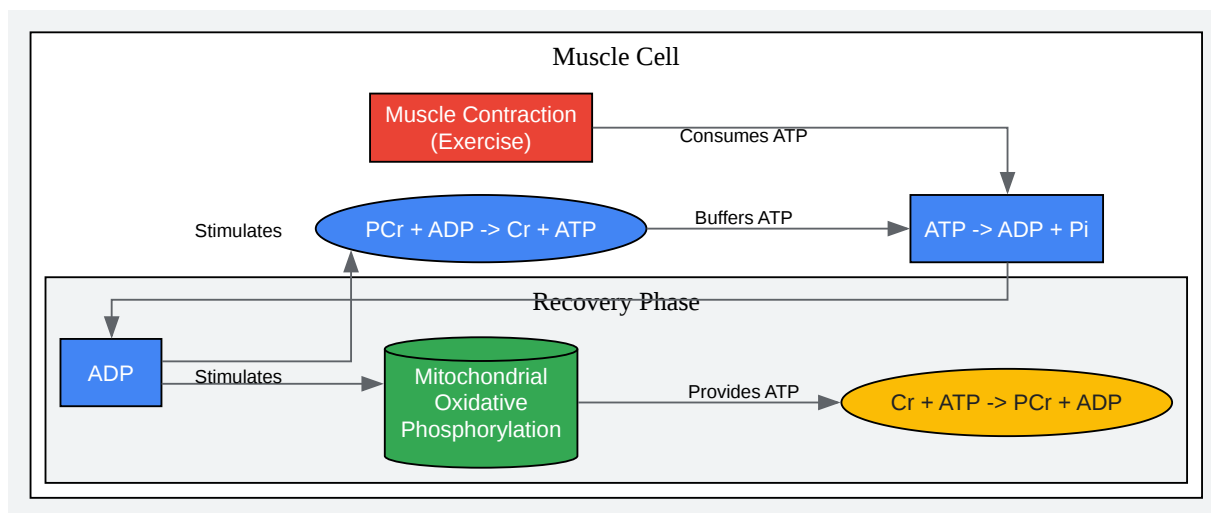 Muscle Cell
Muscle Contraction
(Exercise)
Consumes ATP
Stimulates
PCr + ADP -> Cr + ATP
Buffers ATP
ATP -> ADP + Pi
Recovery Phase
ADP
Stimulates
Mitochondrial
Oxidative
Phosphorylation
Provides ATP
Cr + ATP -> PCr + ADP